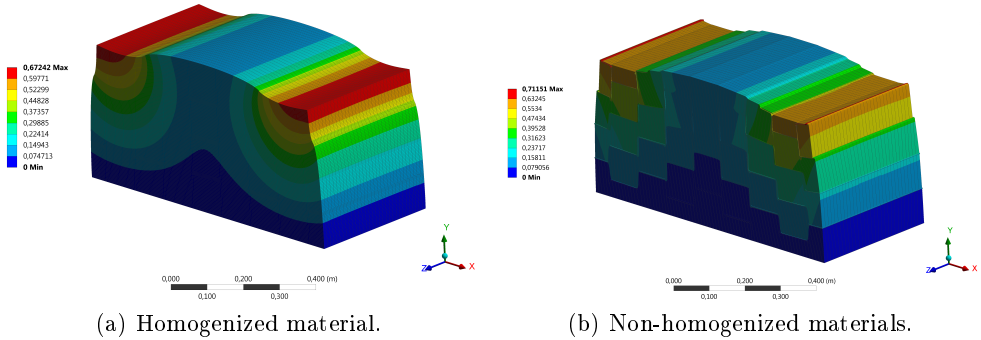 0,67242 Max
0,59771
0,52299
0,44828
0,37357
0,29885
0,22414
0,14943
0,074713
0 Min
Y
X
Z
0,000 0,200 0,400 (m)
0,100 0,300
(a) Homogenized material.
0,71151 Max
0,63245
0,5534
0,47434
0,39528
0,31623
0,23717
0,15811
0,079056
0 Min
Y
X
Z
0,000 0,200 0,400 (m)
0,100 0,300
(b) Non-homogenized materials.